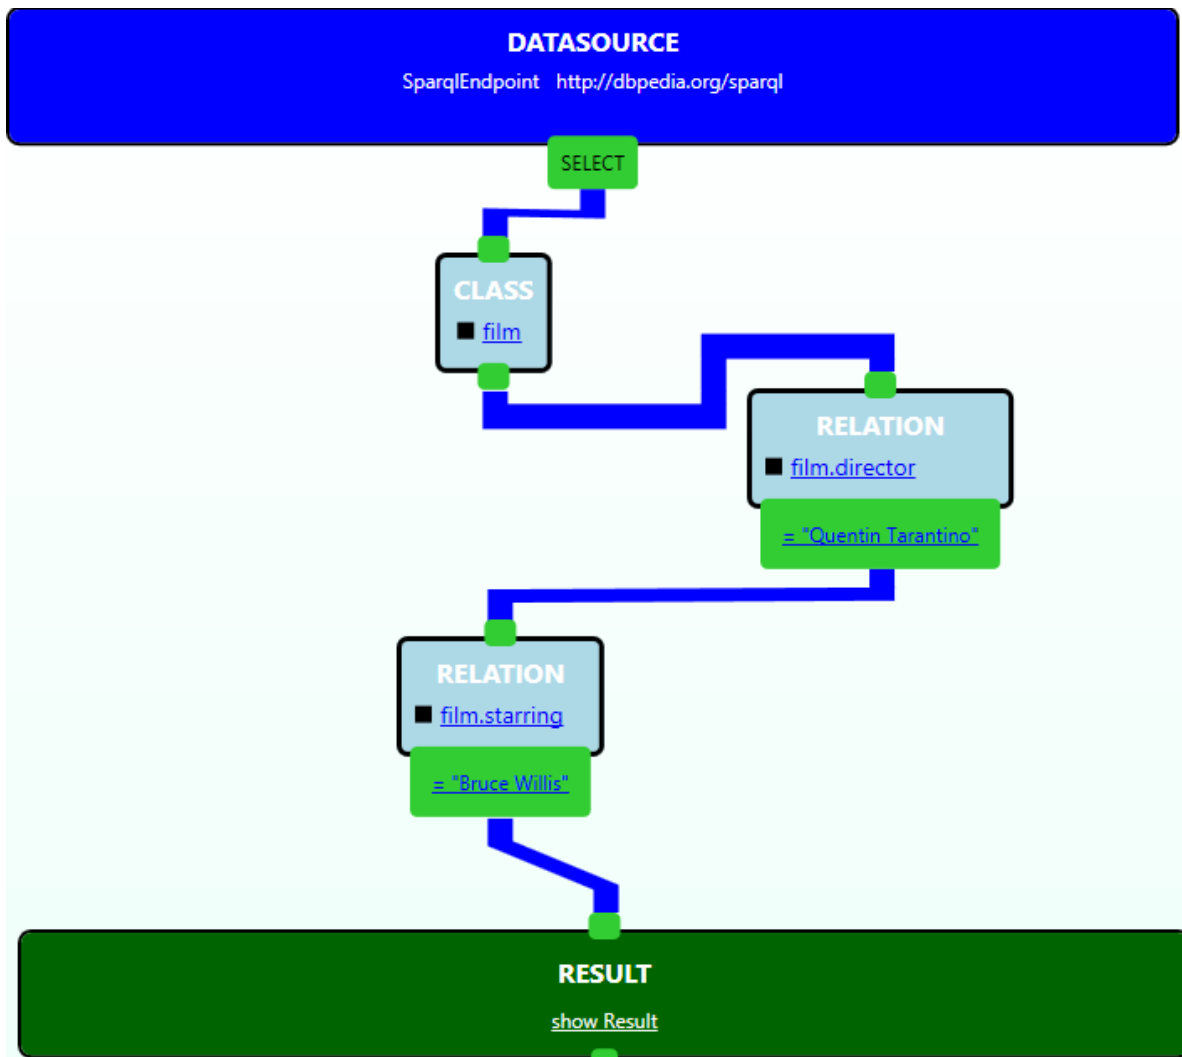 DATASOURCE
SparqlEndpoint http://dbpedia.org/sparql
SELECT
CLASS
film
RELATION
film.director
= "Quentin Tarantino"
RELATION
film.starring
= "Bruce Willis"
RESULT
show Result